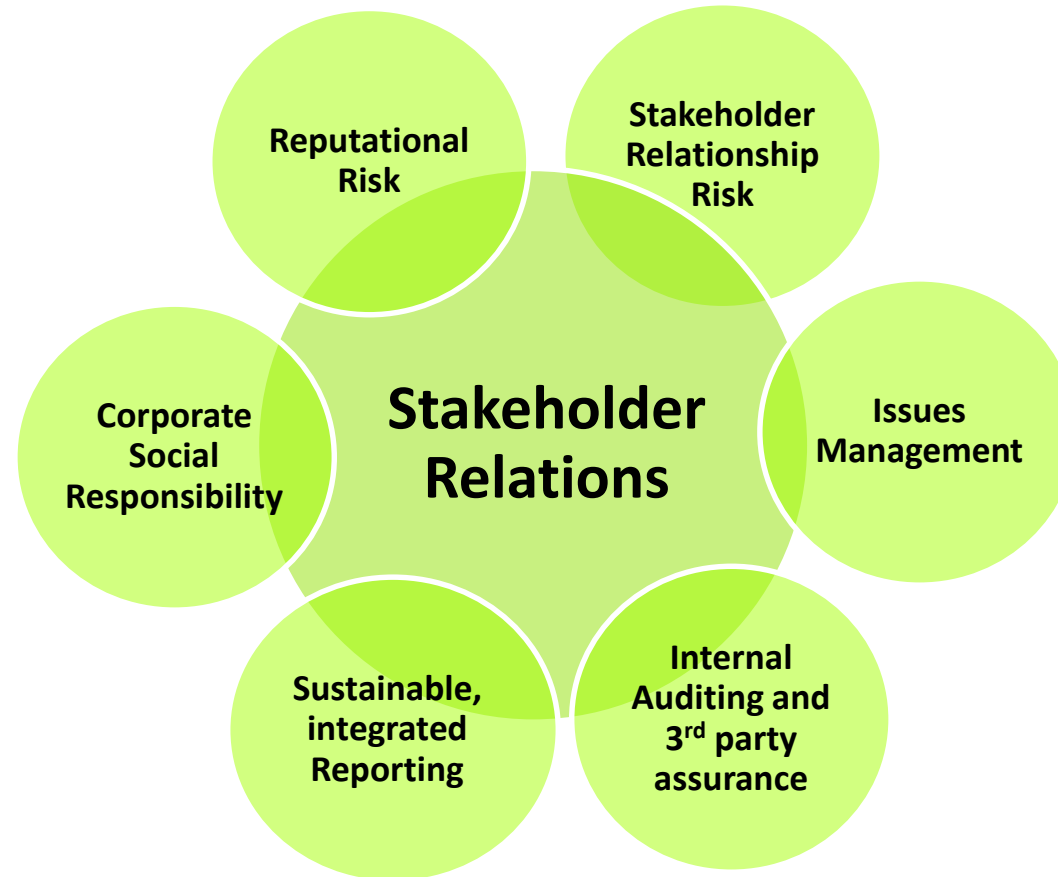 Reputational
Risk
Stakeholder
Relationship
Risk
Corporate
Social
Responsibility
Stakeholder
Relations
Issues
Management
Sustainable,
integrated
Reporting
Internal
Auditing and
3rd party
assurance